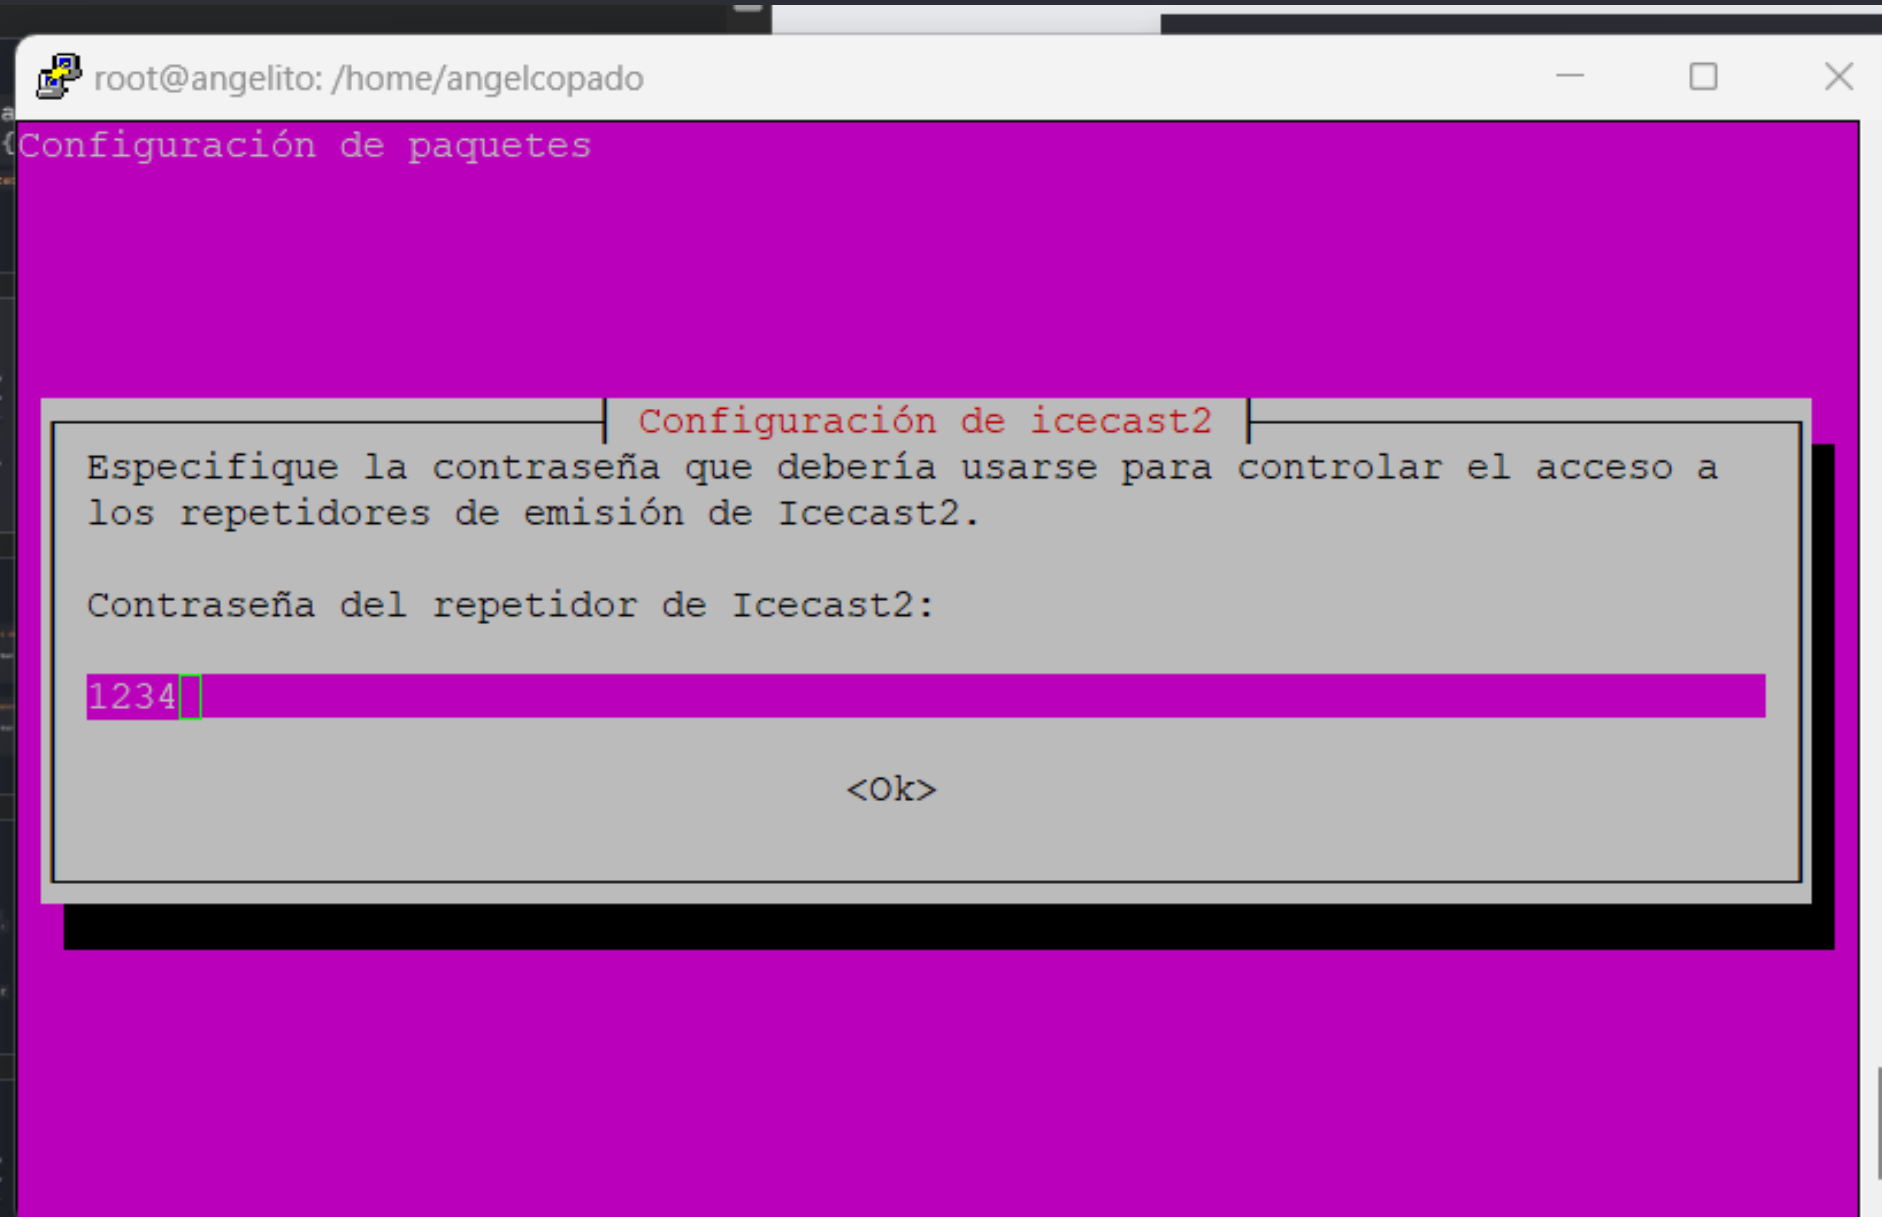 root@angelito: /home/angelcopado
Configuración de paquetes
Configuración de icecast2
Especifique la contraseña que debería usarse para controlar el acceso a
los repetidores de emisión de Icecast2.
Contraseña del repetidor de Icecast2:
1234
<Ok>